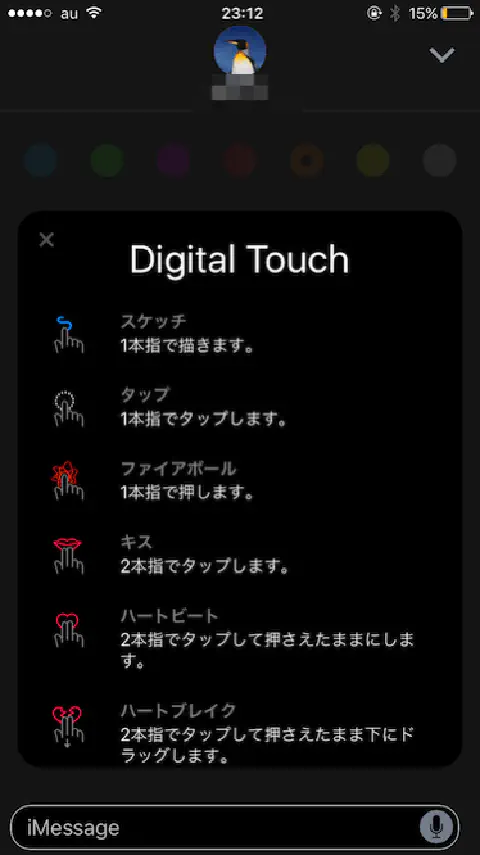 au 23:12 15%
Digital Touch
スケッチ
1本指で描きます。
タップ
1本指でタップします。
ファイアボール
1本指で押します。
キス
2本指でタップします。
ハートビート
2本指でタップして押さえたままにしま
す。
ハートブレイク
2本指でタップして押さえたまま下にド
ラッグします。
iMessage